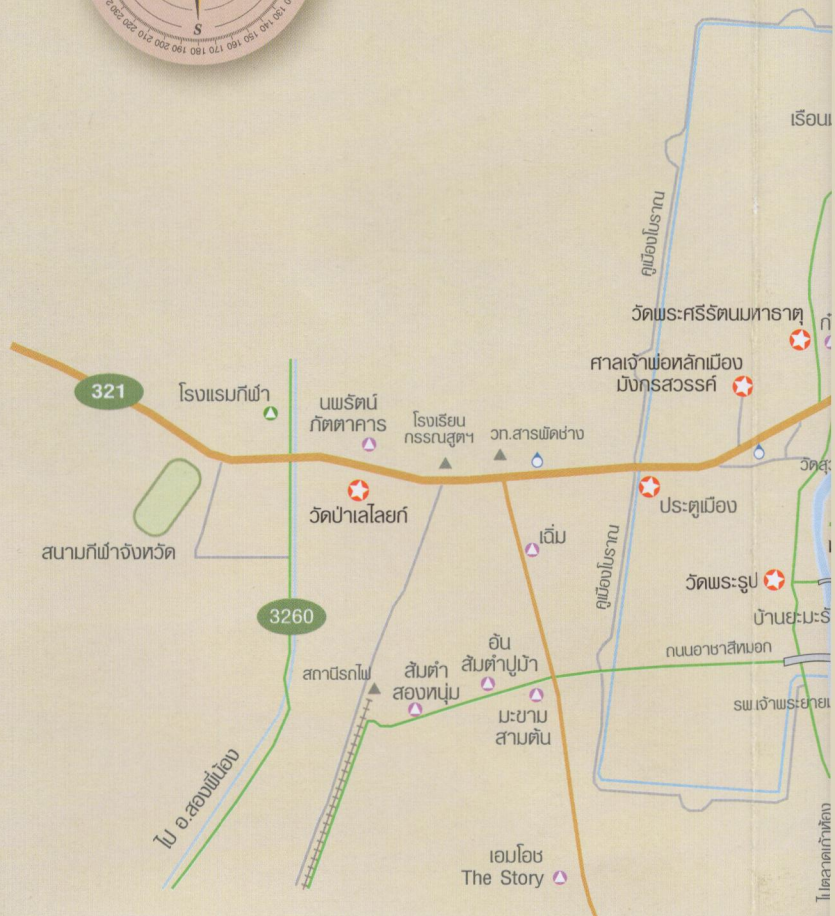 230
220
210
200
190
180
170
160
150
140
130
S
เรือน
คูเมืองโบราณ
วัดพระศรีรัตนมหาธาตุ
ศาลเจ้าพ่อหลักเมือง
มังกรสวรรค์
321
โรงแรมกีฬา
นพรัตน์
ภัตตาคาร
โรงเรียน
กรรณสูตฯ
วท.สารพัดช่าง
วัดป่าเลไลยก์
ประตูเมือง
สนามกีฬาจังหวัด
เฉิ่ม
คูเมืองโบราณ
วัดพระรูป
3260
บ้านยะมะรั
ถนนอาชาสีหมอก
สถานีรถไฟ
ส้มตำ
สองหนุ่ม
อัน
ส้มตำปูม้า
มะขาม
สามต้น
รพ.เจ้าพระยาย
ไป อ.สองพี่น้อง
เอมโอช
The Story
ไปตลาดเก้าห้อง